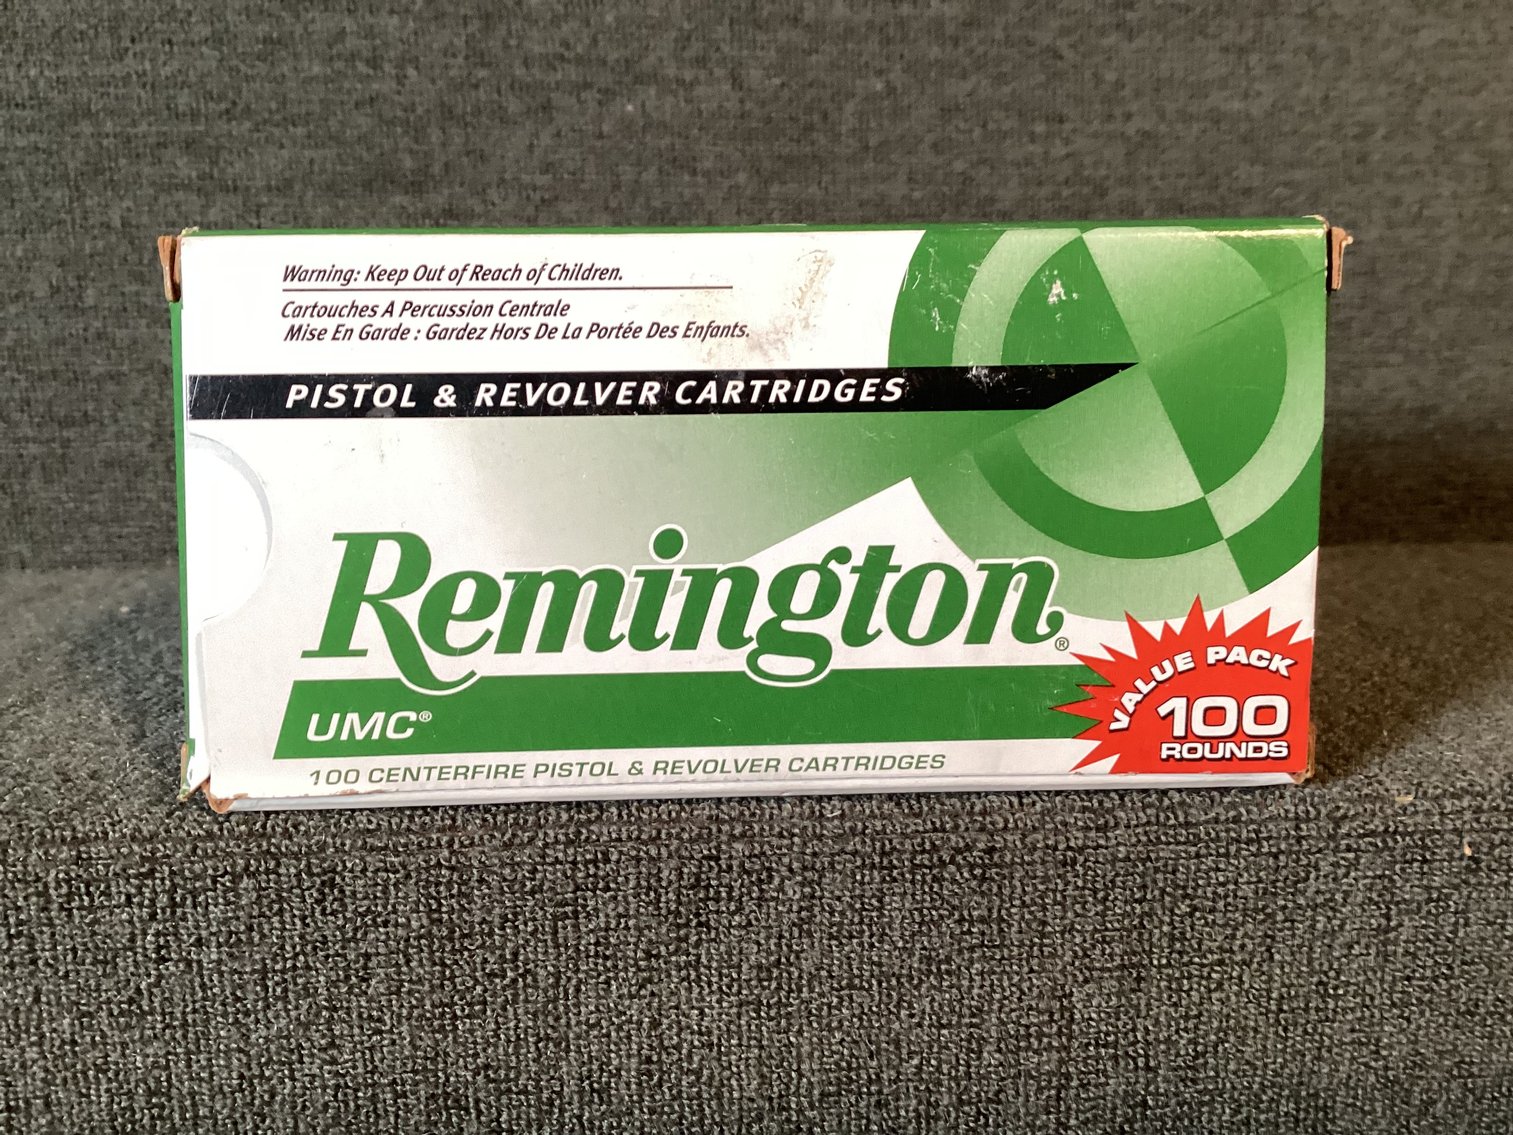 Warning: Keep Out of Reach of Children.
Cartouches A Percussion Centrale
Mise En Garde : Gardez Hors De La Portée Des Enfants.
PISTOL & REVOLVER CARTRIDGES
Remington®
UMC®
100 CENTERFIRE PISTOL & REVOLVER CARTRIDGES
VALUE PACK
100
ROUNDS